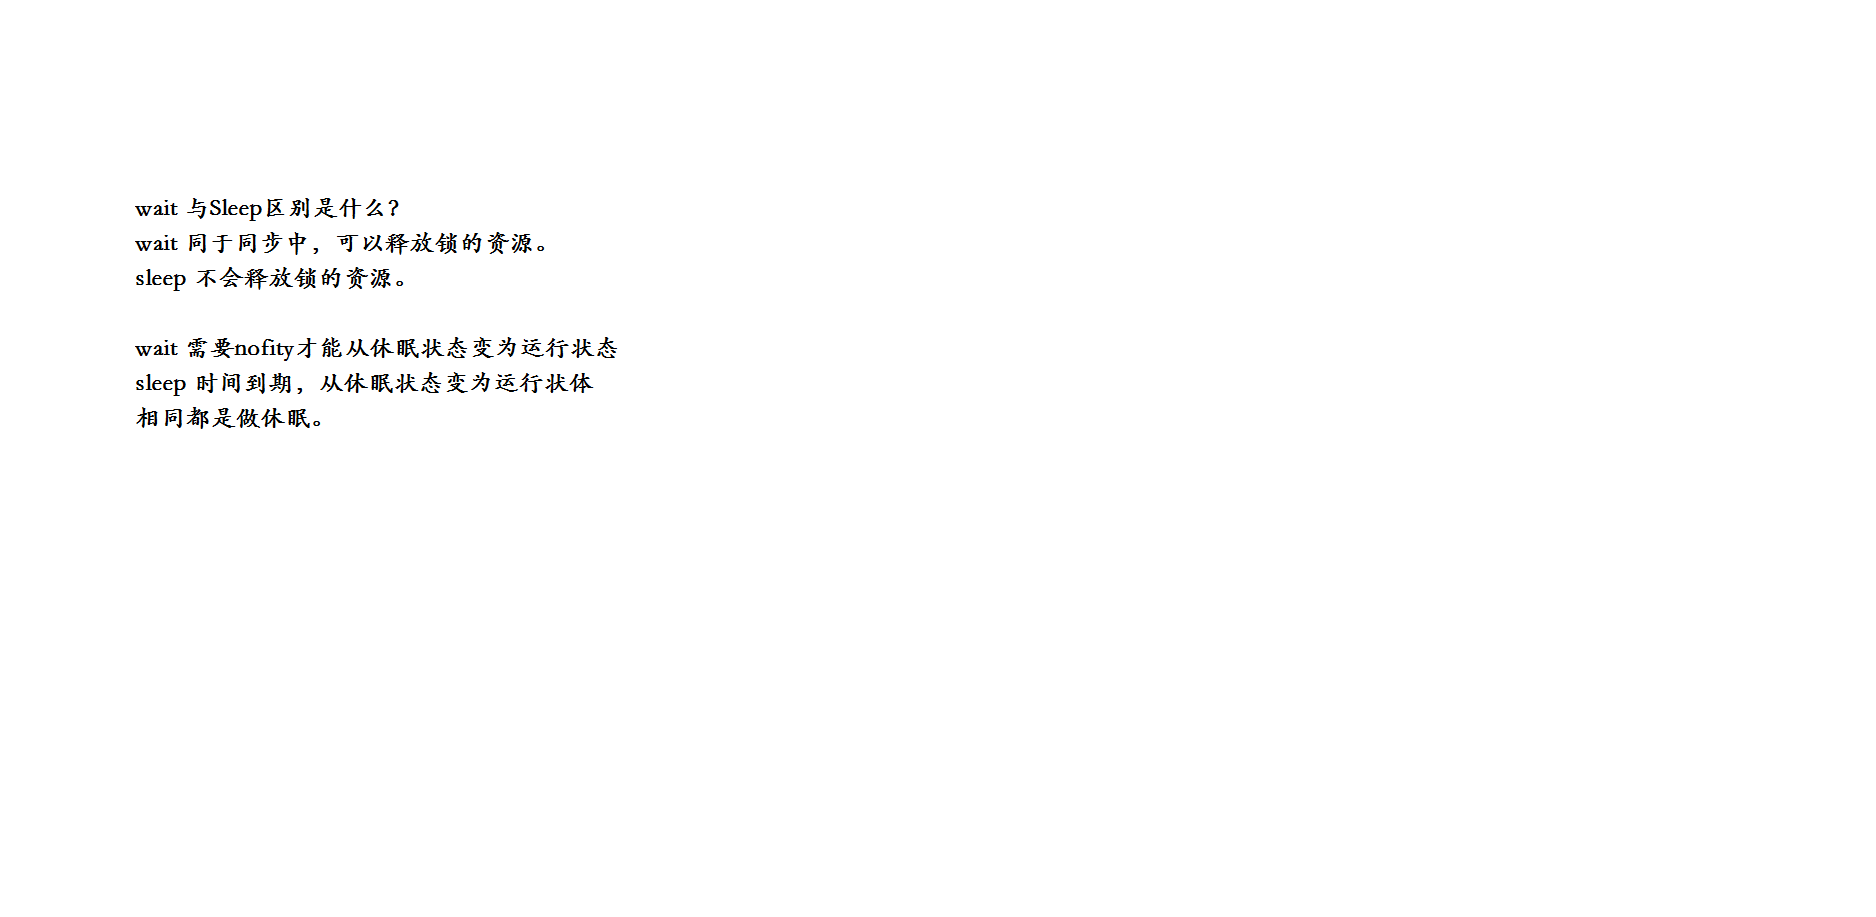 wait 与Sleep区别是什么？
wait 同于同步中，可以释放锁的资源。
sleep 不会释放锁的资源。
wait 需要nofity才能从休眠状态变为运行状态
sleep 时间到期，从休眠状态变为运行状体
相同都是做休眠。